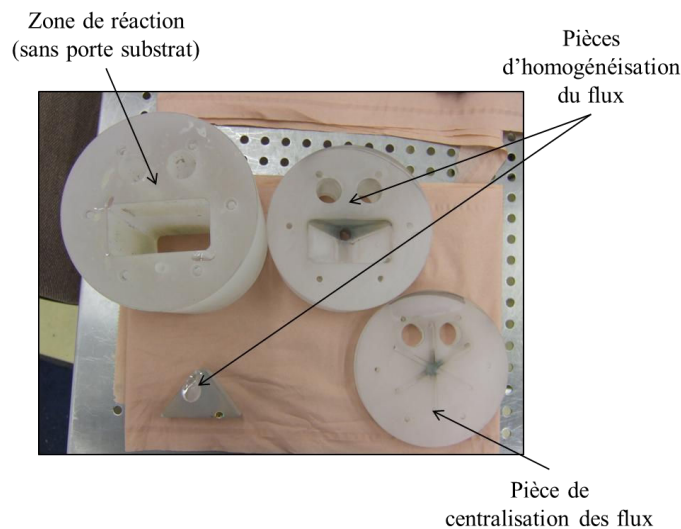 Zone de réaction
(sans porte substrat)
Pièces
d’homogénéisation
du flux
Pièce de
centralisation des flux